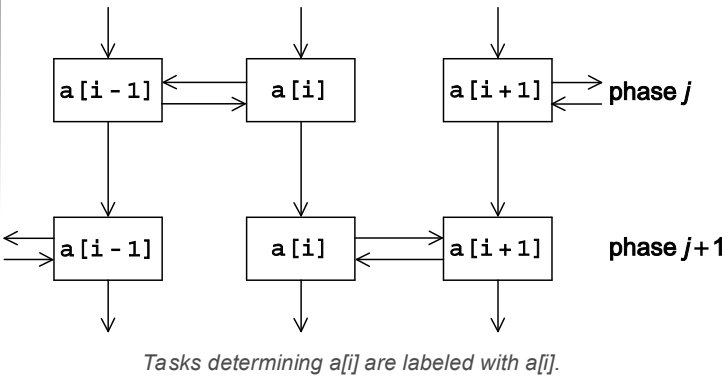 a[i-1] a[i] a[i+1] phase j
a[i-1] a[i] a[i+1] phase j+1
Tasks determining a[i] are labeled with a[i].